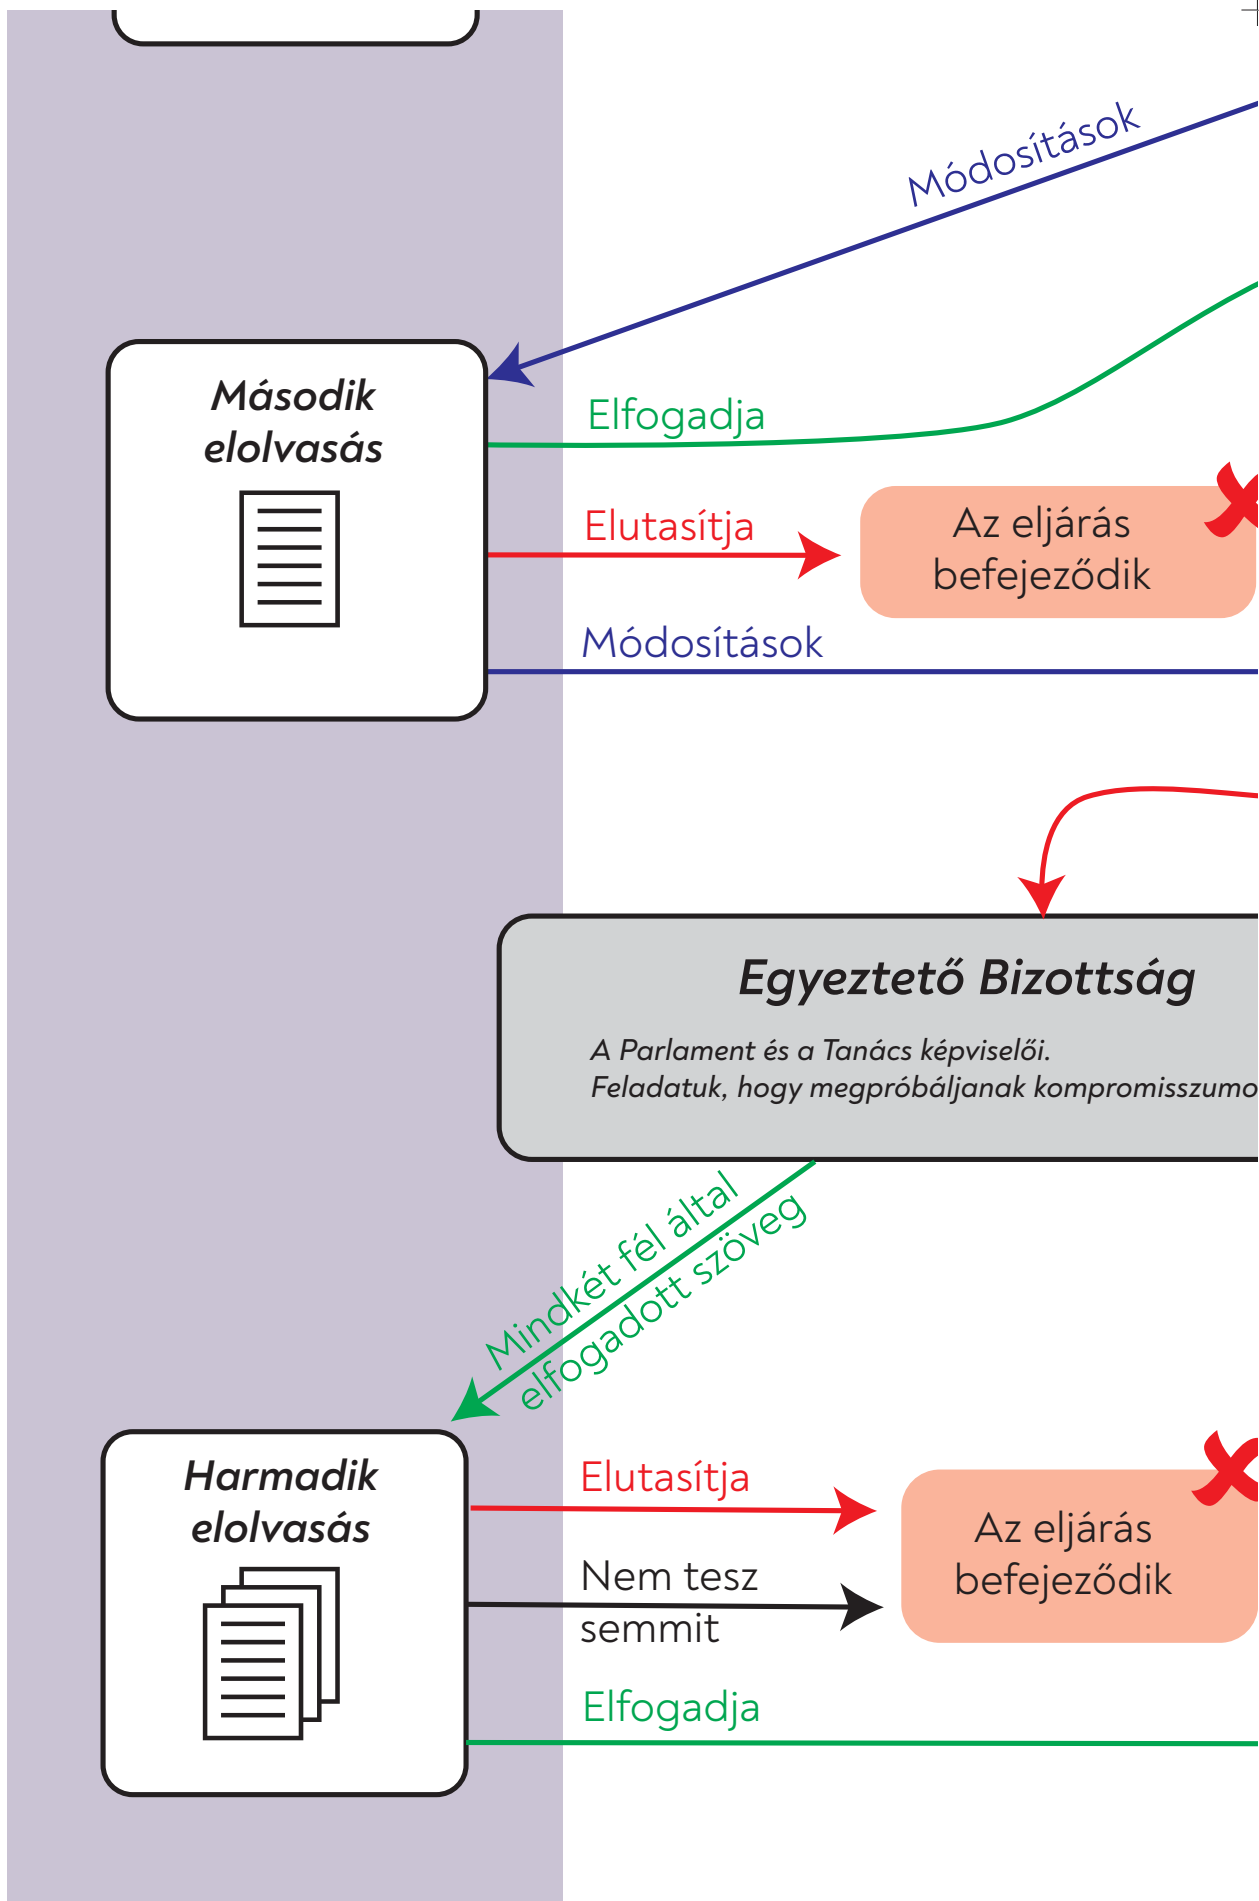 Módosítások
Második
elolvasás
Elfogadja
Elutasítja
Az eljárás
befejeződik
Módosítások
Egyeztető Bizottság
A Parlament és a Tanács képviselői.
Feladatuk, hogy megpróbáljanak kompromisszumo
Mindkét fél által
elfogadott szöveg
Harmadik
elolvasás
Elutasítja
Az eljárás
befejeződik
Nem tesz
semmit
Elfogadja